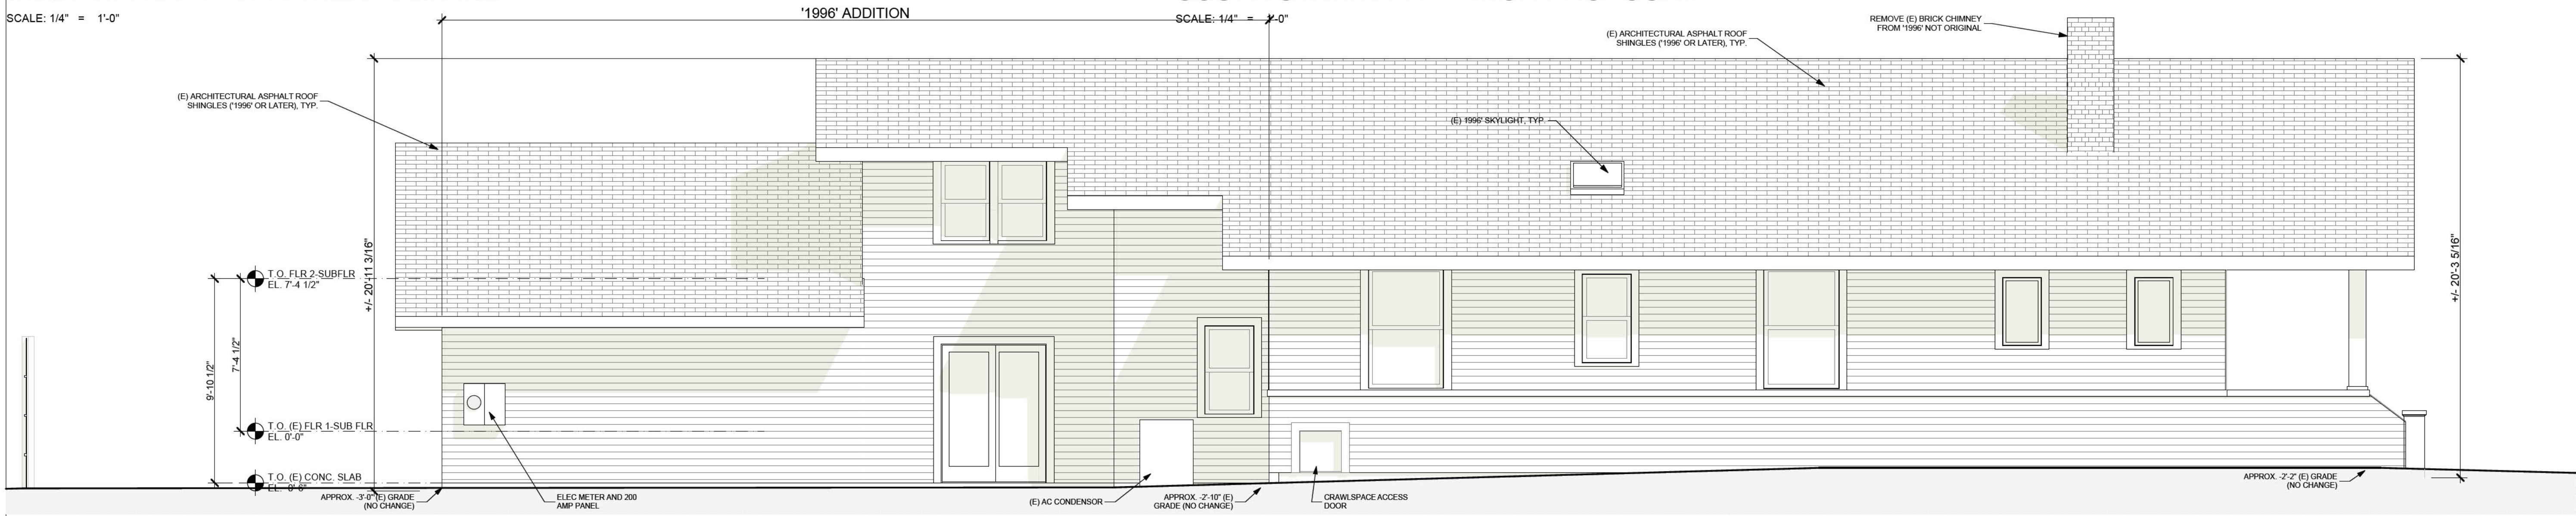 SCALE: 1/4" = 1'-0"
'1996' ADDITION
SCALE: 1/4" = 1'-0"
REMOVE (E) BRICK CHIMNEY
FROM '1996' NOT ORIGINAL
(E) ARCHITECTURAL ASPHALT ROOF
SHINGLES ('1996' OR LATER), TYP.
(E) ARCHITECTURAL ASPHALT ROOF
SHINGLES ('1996' OR LATER), TYP.
(E) 1996' SKYLIGHT, TYP.
+/- 20'-11 3/16"
+/- 20'-3 5/16"
T.O. FLR 2-SUBFLR
EL. 7'-4 1/2"
9'-10 1/2"
7'-4 1/2"
T.O. (E) FLR 1-SUB FLR
EL. 0'-0"
T.O. (E) CONC. SLAB
APPROX. -3'-0" (E) GRADE
(NO CHANGE)
ELEC METER AND 200
AMP PANEL
(E) AC CONDENSOR
APPROX. -2'-10" (E)
GRADE (NO CHANGE)
CRAWLSPACE ACCESS
DOOR
APPROX. -2'-2" (E) GRADE
(NO CHANGE)